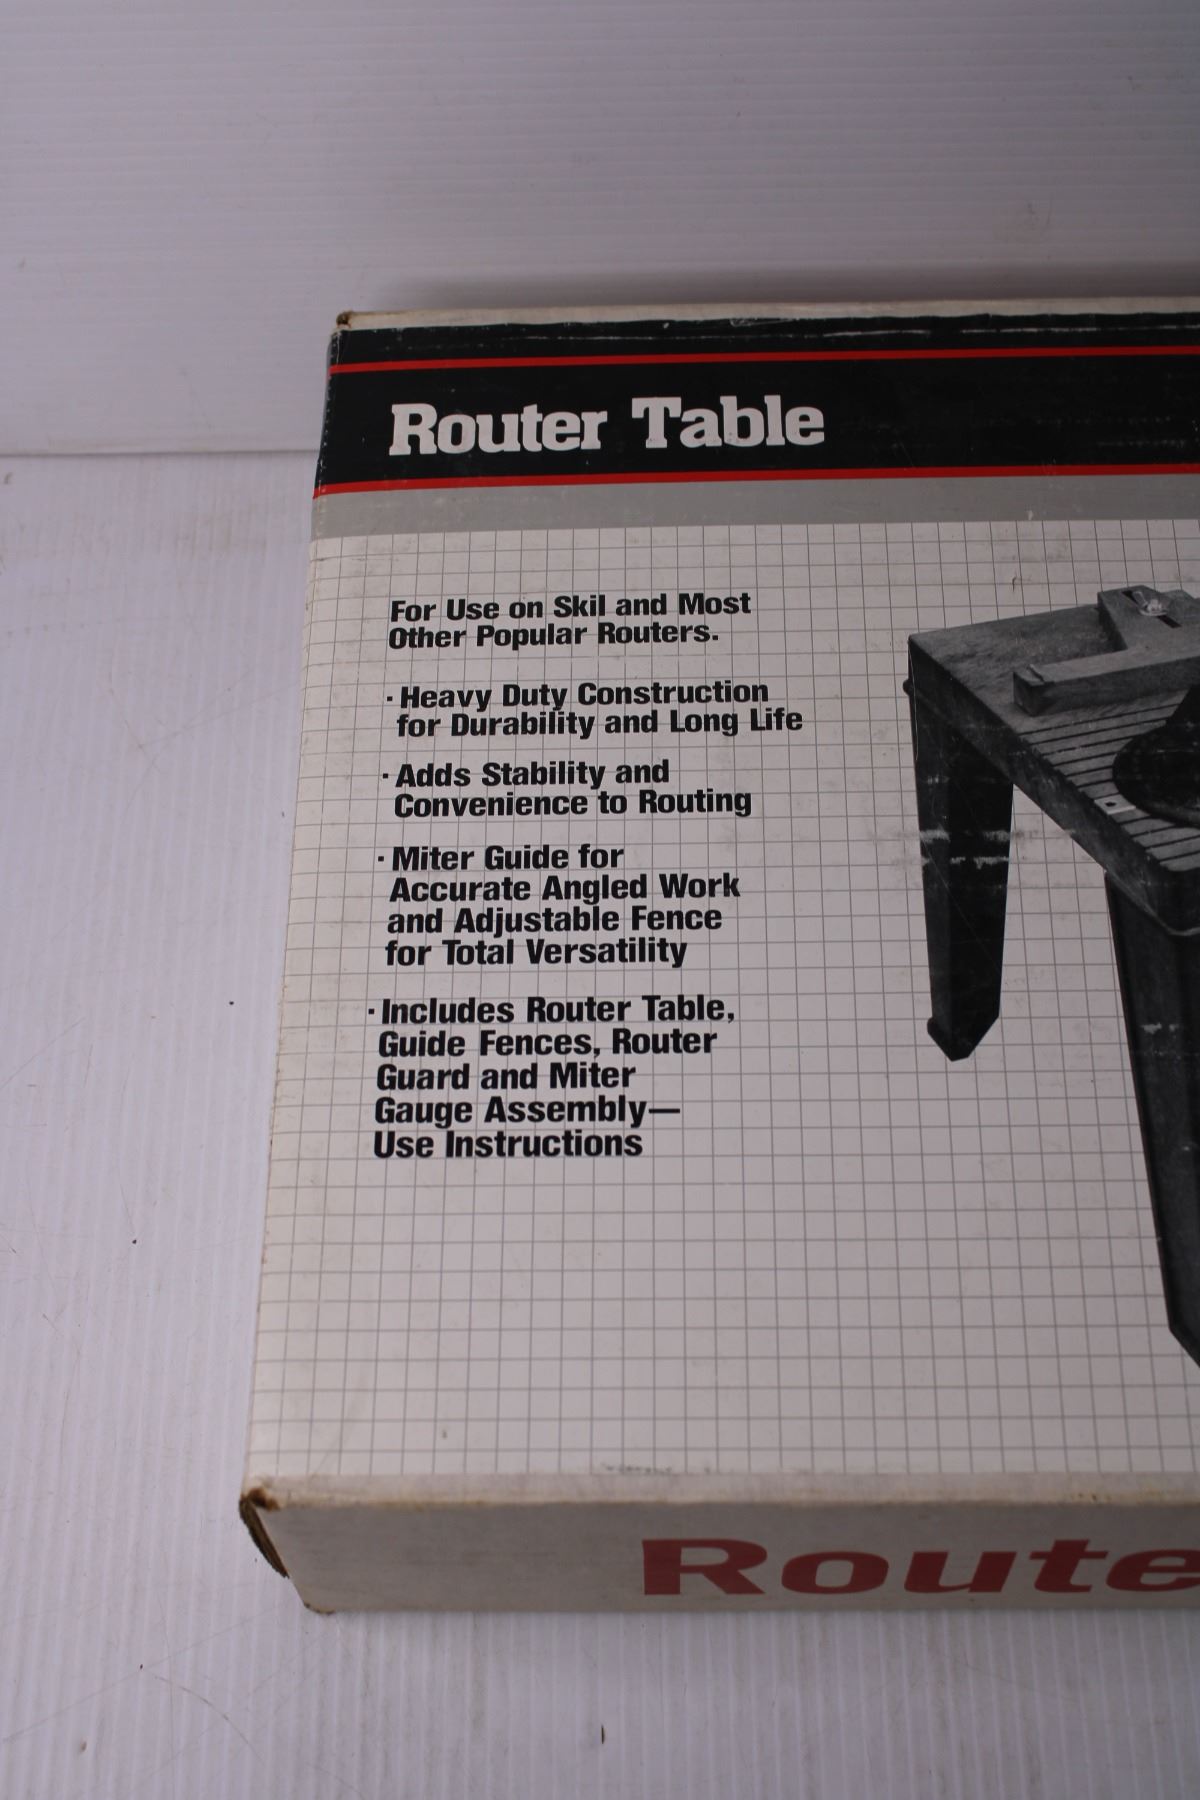 Router Table
For Use on Skil and Most
Other Popular Routers.
· Heavy Duty Construction
for Durability and Long Life
· Adds Stability and
Convenience to Routing
· Miter Guide for
Accurate Angled Work
and Adjustable Fence
for Total Versatility
· Includes Router Table,
Guide Fences, Router
Guard and Miter
Gauge Assembly—
Use Instructions
Route